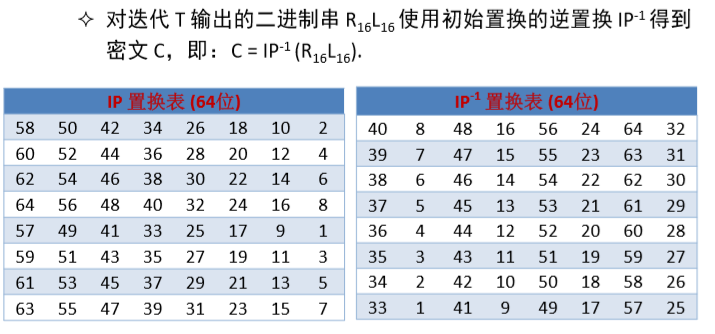 ✧ 对迭代 T 输出的二进制串 R16L16 使用初始置换的逆置换 IP-1 得到
密文 C，即：C = IP-1 (R16L16).
IP 置换表 (64位)
58 50 42 34 26 18 10 2
60 52 44 36 28 20 12 4
62 54 46 38 30 22 14 6
64 56 48 40 32 24 16 8
57 49 41 33 25 17 9 1
59 51 43 35 27 19 11 3
61 53 45 37 29 21 13 5
63 55 47 39 31 23 15 7
IP-1 置换表 (64位)
40 8 48 16 56 24 64 32
39 7 47 15 55 23 63 31
38 6 46 14 54 22 62 30
37 5 45 13 53 21 61 29
36 4 44 12 52 20 60 28
35 3 43 11 51 19 59 27
34 2 42 10 50 18 58 26
33 1 41 9 49 17 57 25